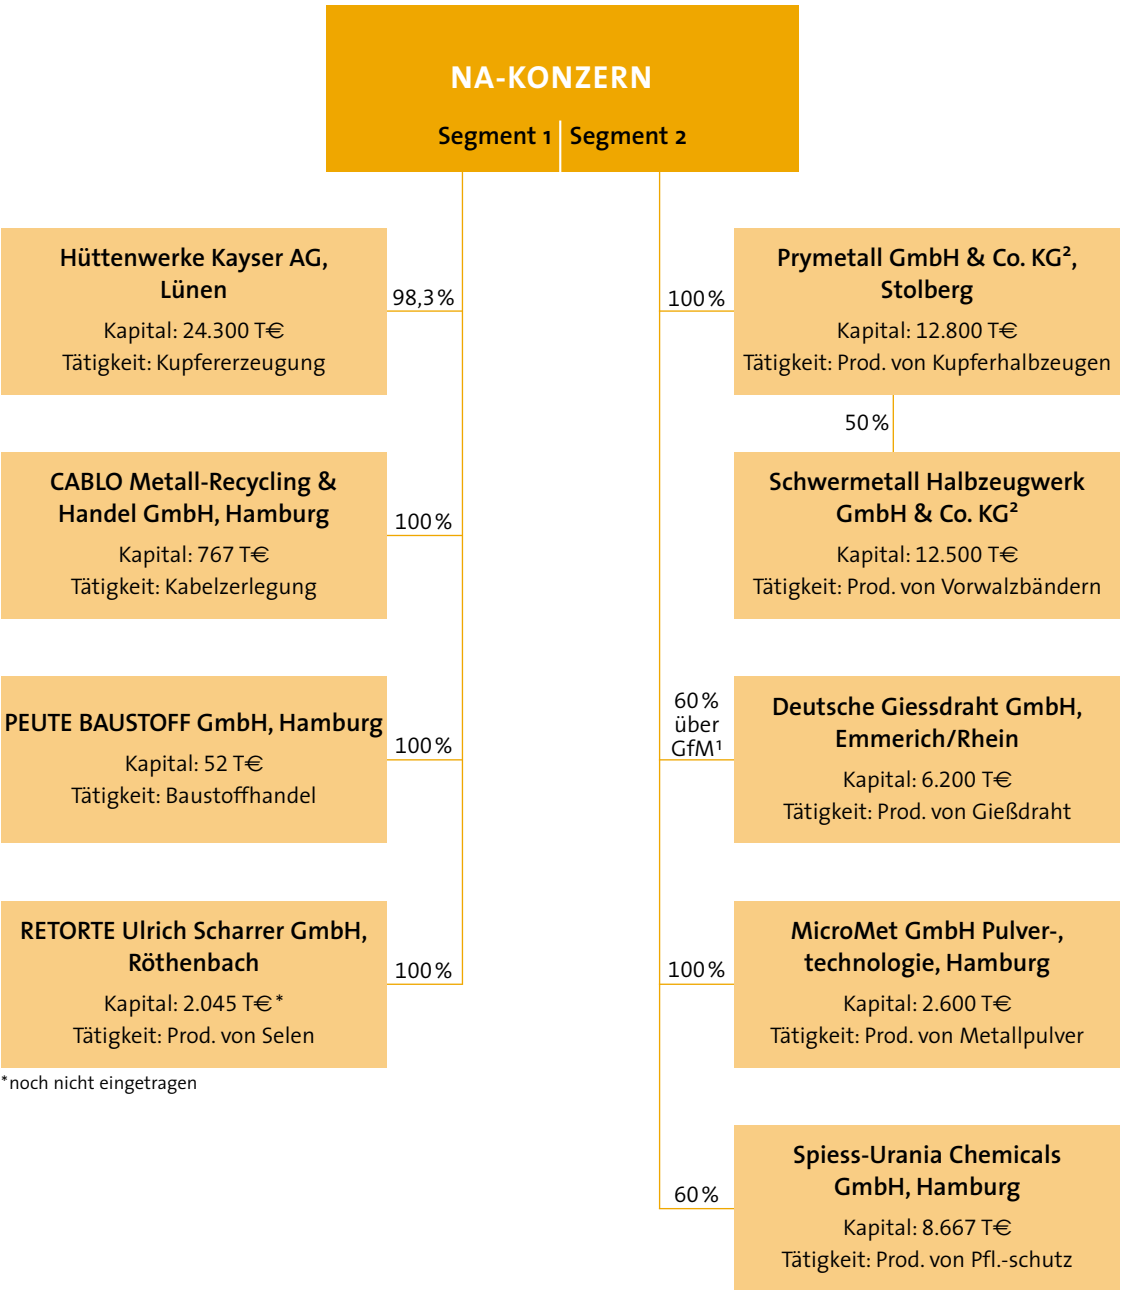 NA-KONZERN
Segment 1 Segment 2
Hüttenwerke Kayser AG,
Lünen
Kapital: 24.300 T€
Tätigkeit: Kupfererzeugung
98,3 %
CABLO Metall-Recycling &
Handel GmbH, Hamburg
Kapital: 767 T€
Tätigkeit: Kabelzerlegung
100 %
PEUTE BAUSTOFF GmbH, Hamburg
Kapital: 52 T€
Tätigkeit: Baustoffhandel
100 %
RETORTE Ulrich Scharrer GmbH,
Röthenbach
Kapital: 2.045 T€*
Tätigkeit: Prod. von Selen
100 %
*noch nicht eingetragen
100 %
Prymetall GmbH & Co. KG²,
Stolberg
Kapital: 12.800 T€
Tätigkeit: Prod. von Kupferhalbzeugen
50 %
Schwermetall Halbzeugwerk
GmbH & Co. KG²
Kapital: 12.500 T€
Tätigkeit: Prod. von Vorwalzbändern
60 %
über
GfM¹
Deutsche Giessdraht GmbH,
Emmerich/Rhein
Kapital: 6.200 T€
Tätigkeit: Prod. von Gießdraht
100 %
MicroMet GmbH Pulver-,
technologie, Hamburg
Kapital: 2.600 T€
Tätigkeit: Prod. von Metallpulver
60 %
Spiess-Urania Chemicals
GmbH, Hamburg
Kapital: 8.667 T€
Tätigkeit: Prod. von Pfl.-schutz